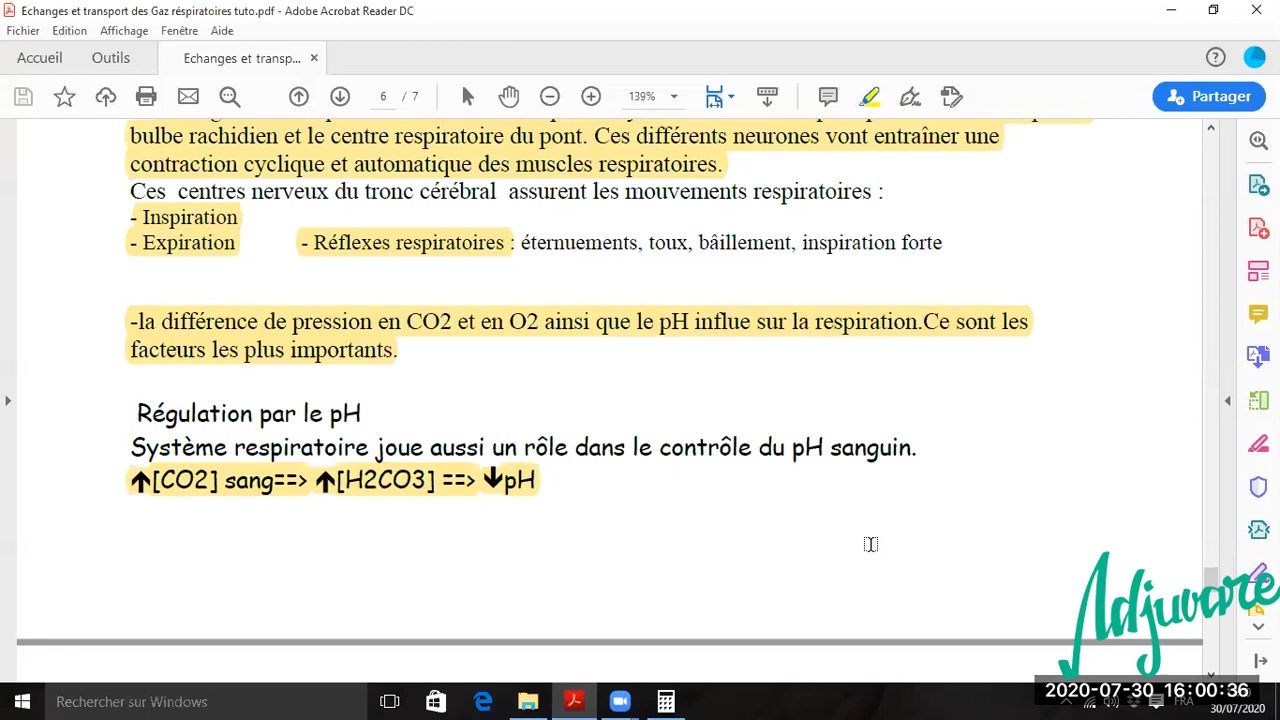 Echanges et transport des Gaz réspiratoires tuto.pdf - Adobe Acrobat Reader DC
Fichier Edition Affichage Fenêtre Aide
Accueil Outils Echanges et transp... ×
6 / 7 139% Partager
bulbe rachidien et le centre respiratoire du pont. Ces différents neurones vont entraîner une
contraction cyclique et automatique des muscles respiratoires.
Ces centres nerveux du tronc cérébral assurent les mouvements respiratoires :
- Inspiration
- Expiration - Réflexes respiratoires : éternuements, toux, bâillement, inspiration forte
-la différence de pression en CO2 et en O2 ainsi que le pH influe sur la respiration.Ce sont les
facteurs les plus importants.
Régulation par le pH
Système respiratoire joue aussi un rôle dans le contrôle du pH sanguin.
🡹[CO2] sang==> 🡹[H2CO3] ==> 🡻pH
Adjuvare
2020-07-30 16:00:36
Rechercher sur Windows
FRA
30/07/2020